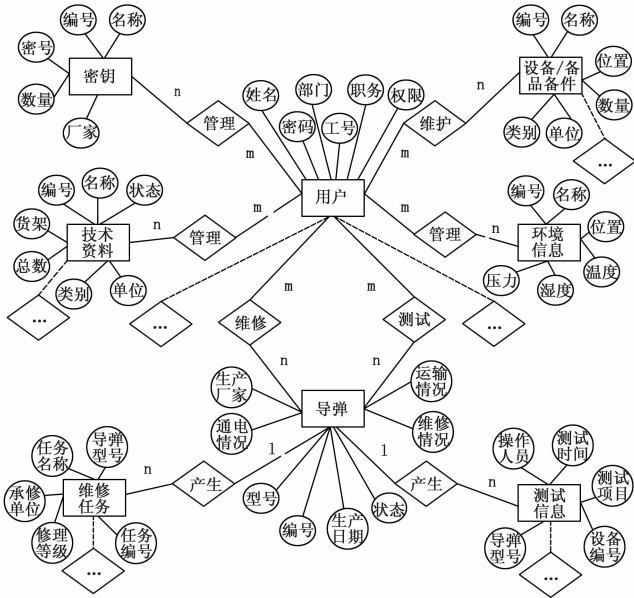 编号
名称
密号
密钥
数量
厂家
n
管理
m
姓名
部门
职务
权限
密码
工号
用户
编号
名称
设备/备
品备件
位置
数量
类别
单位
...
n
维护
m
编号
名称
状态
货架
技术
资料
总数
类别
单位
...
n
管理
m
...
m
管理
n
编号
名称
环境
信息
位置
温度
压力
湿度
...
m
维修
n
m
测试
n
生产
厂家
通电
情况
导弹
运输
情况
维修
情况
型号
编号
生产
日期
状态
1
产生
n
任务
名称
导弹
型号
承修
单位
维修
任务
修理
等级
任务
编号
...
1
产生
n
操作
人员
测试
时间
测试
项目
测试
信息
导弹
型号
设备
编号
...